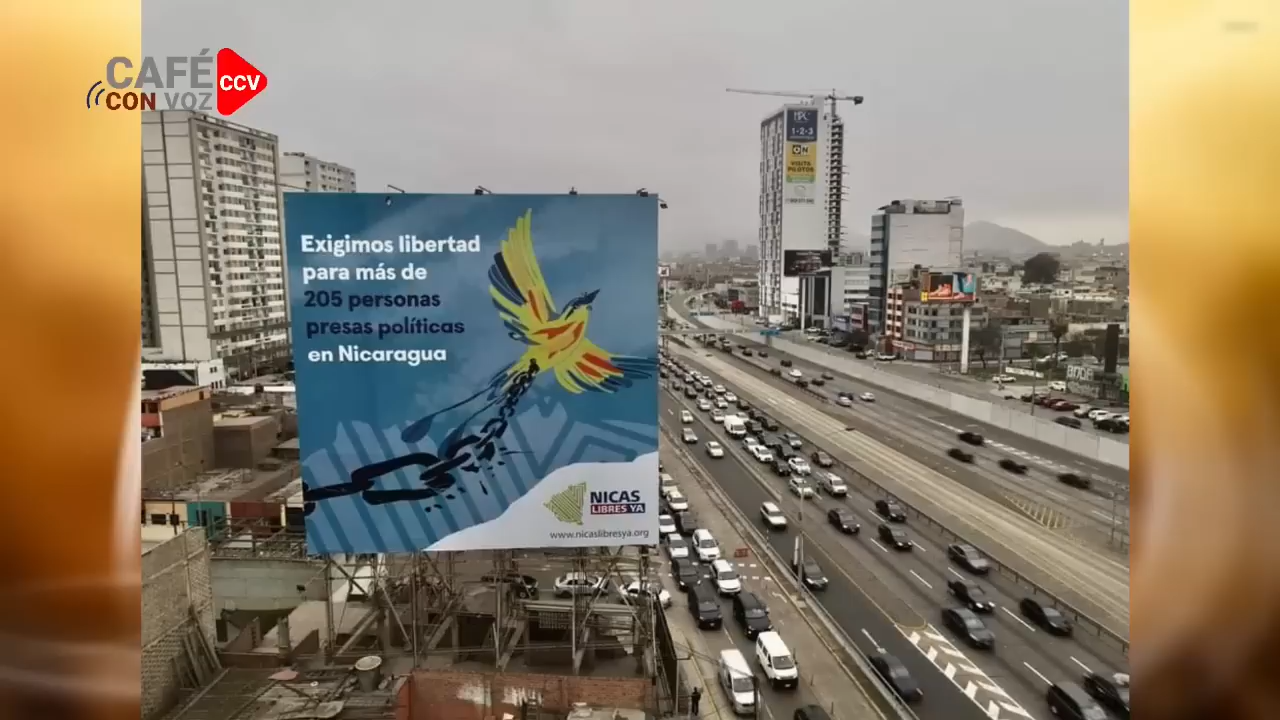 CAFÉ
CON VOZ
CCV
Exigimos libertad
para más de
205 personas
presas políticas
en Nicaragua
NICAS
LIBRES YA
www.nicaslibresya.org
1-2-3
ON
VISITA
PILOTOS